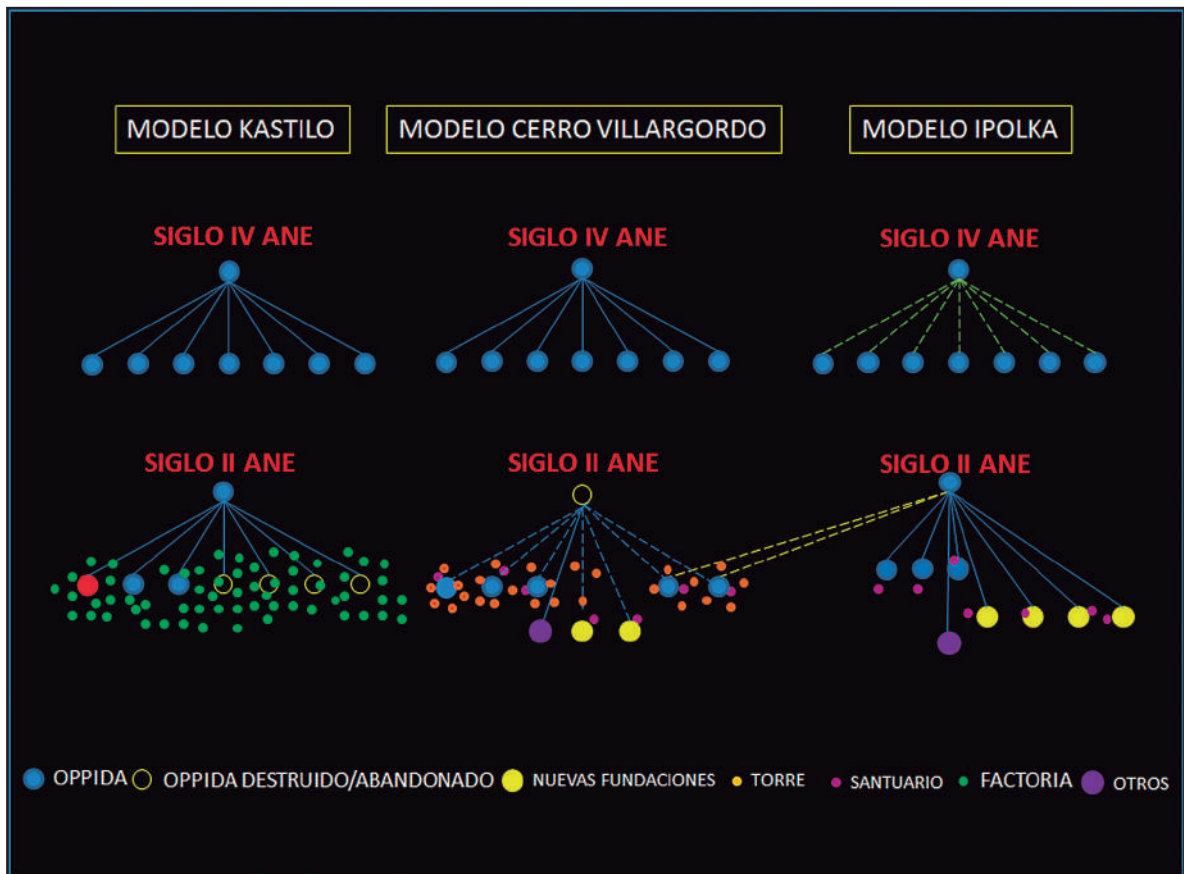 MODELO KASTILO
MODELO CERRO VILLARGORDO
MODELO IPOLKA
SIGLO IV ANE
SIGLO IV ANE
SIGLO IV ANE
SIGLO II ANE
SIGLO II ANE
SIGLO II ANE
OPPIDA
OPPIDA DESTRUIDO/ABANDONADO
NUEVAS FUNDACIONES
TORRE
SANTUARIO
FACTORIA
OTROS